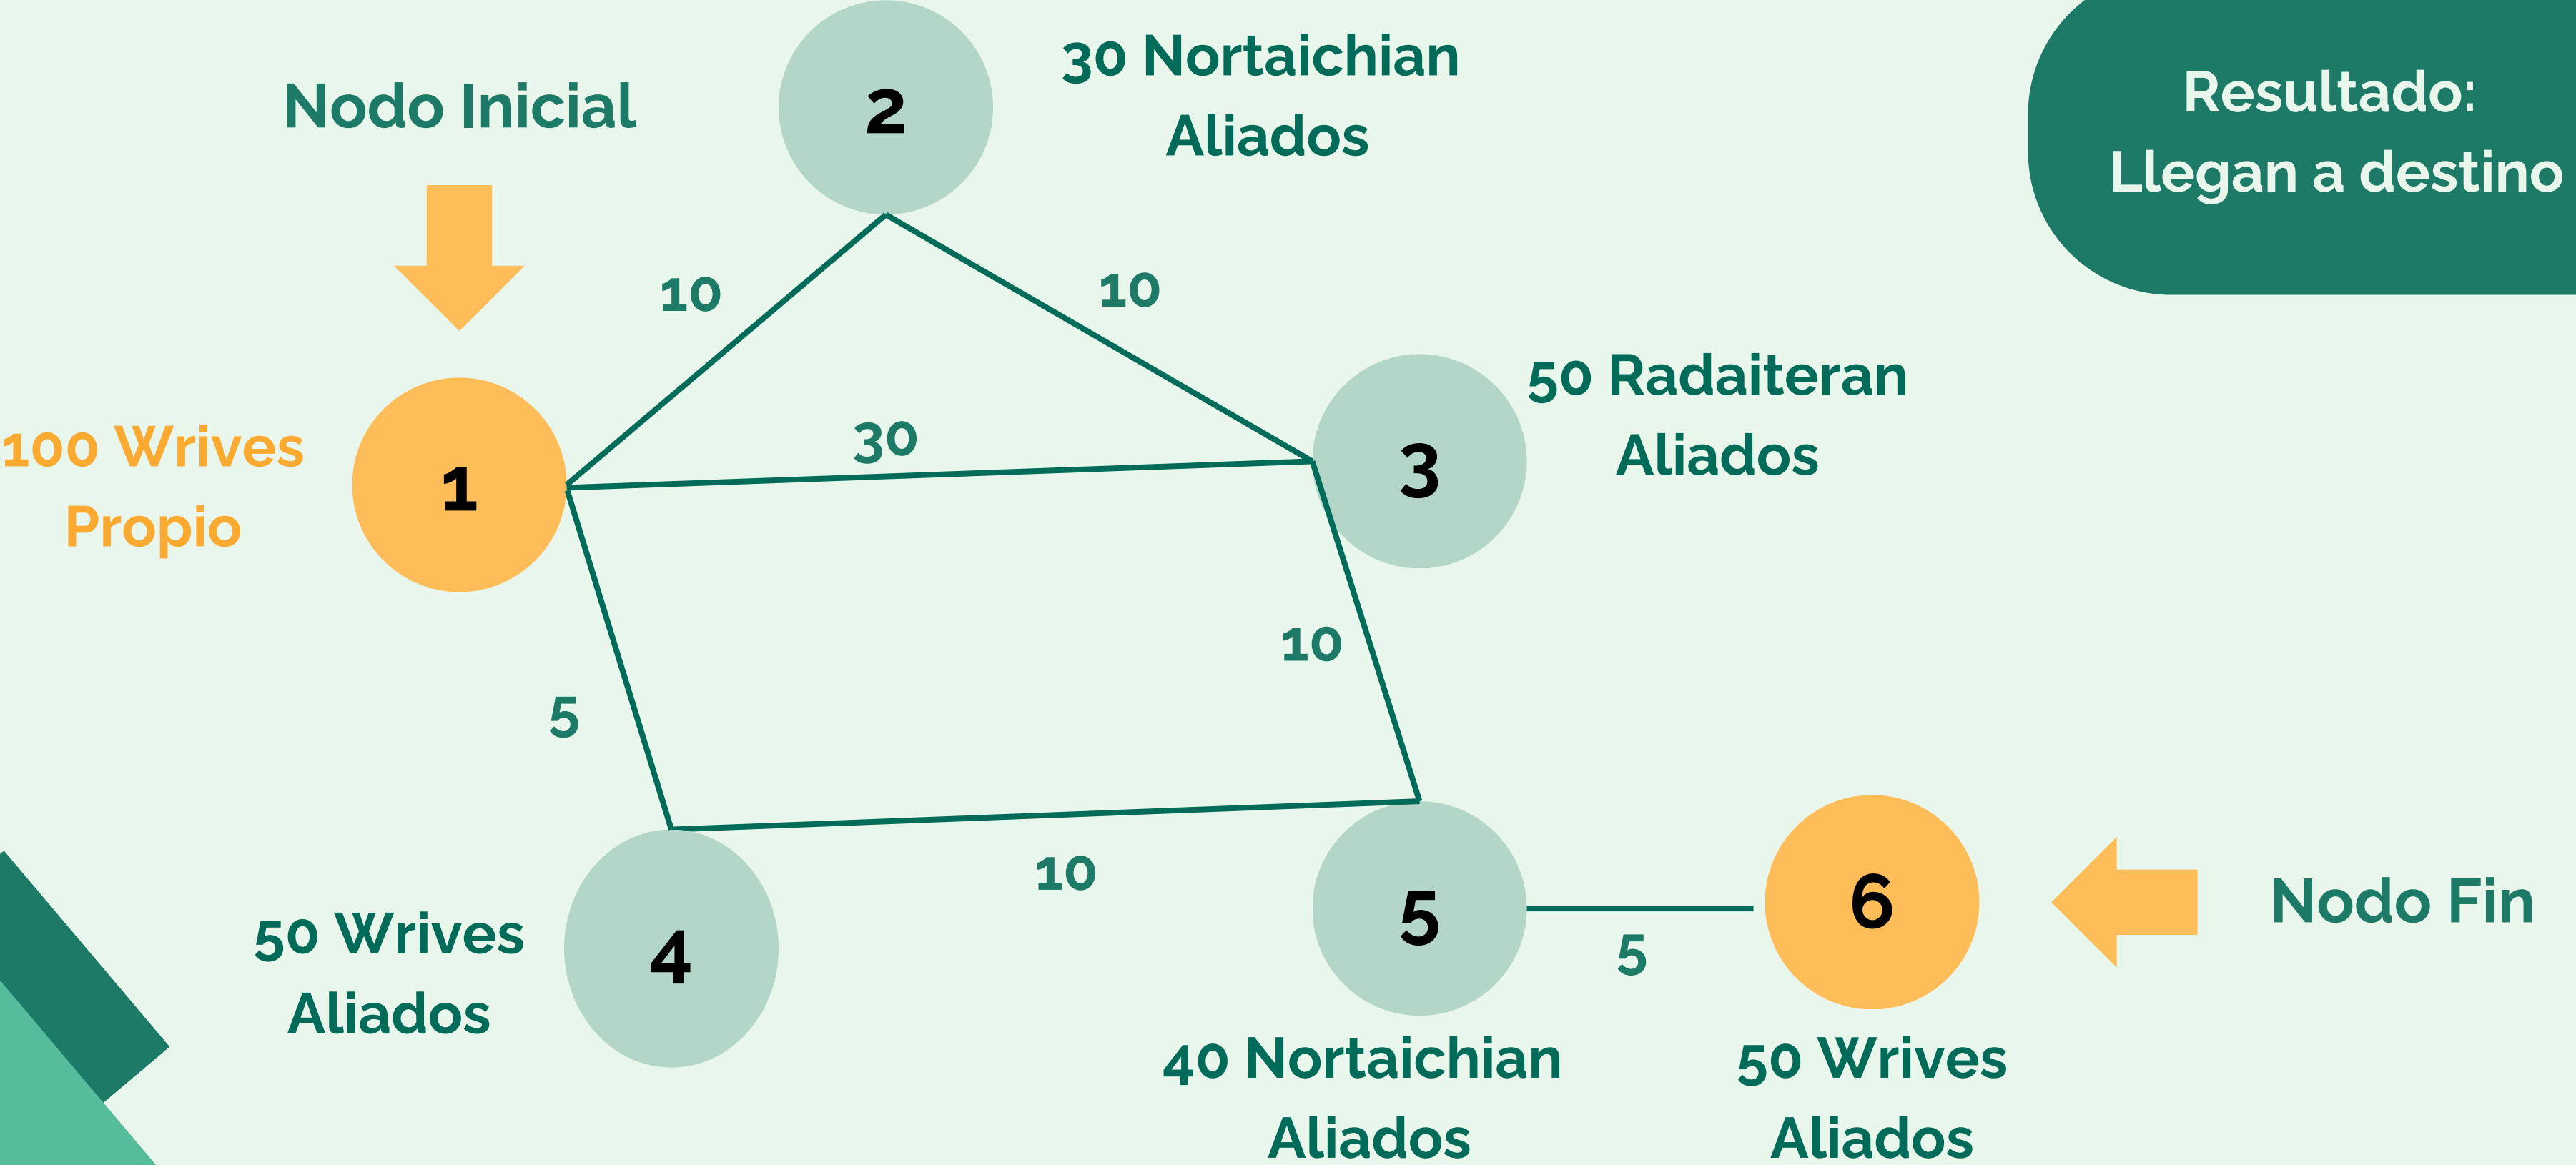 2
30 Nortaichian
Aliados
Nodo Inicial
Resultado:
Llegan a destino
10
10
100 Wrives
Propio
1
30
3
50 Radaiteran
Aliados
10
5
10
50 Wrives
Aliados
4
5
5
6
Nodo Fin
40 Nortaichian
Aliados
50 Wrives
Aliados